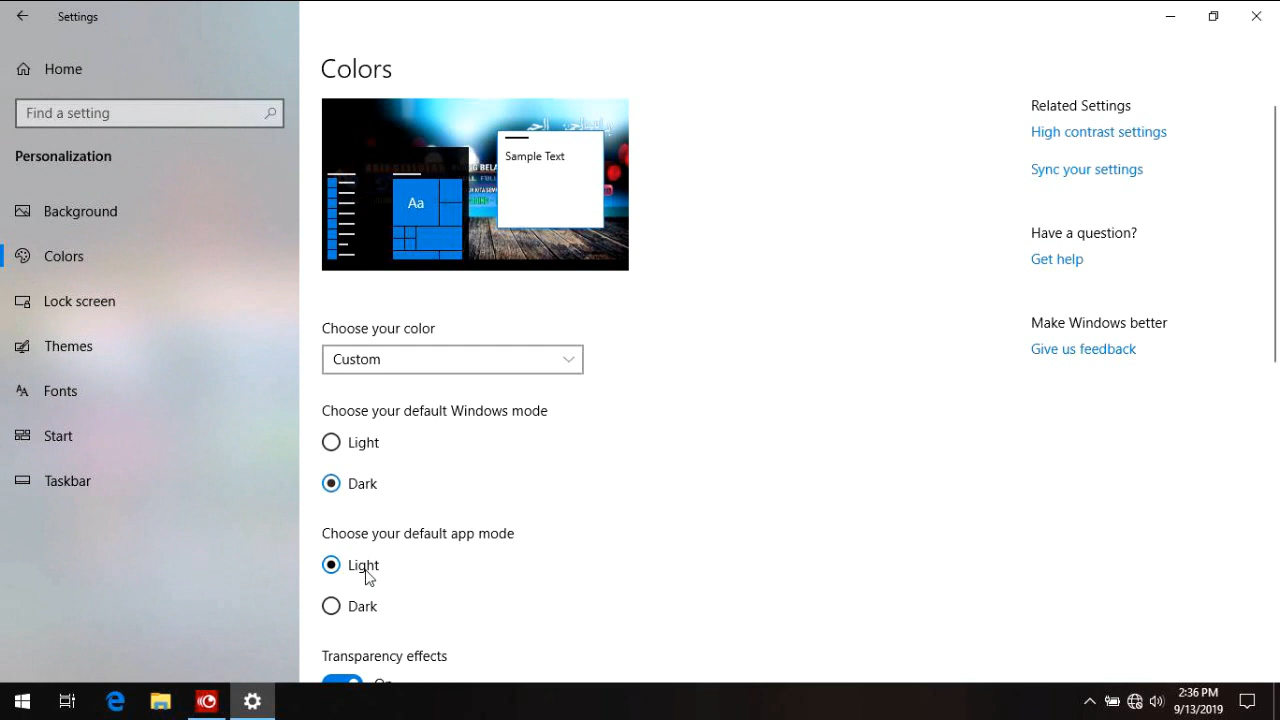 Settings
Home
Find a setting
Personalization
Background
Colors
Lock screen
Themes
Fonts
Start
Taskbar
Colors
Sample Text
Aa
Choose your color
Custom
Choose your default Windows mode
Light
Dark
Choose your default app mode
Light
Dark
Transparency effects
Related Settings
High contrast settings
Sync your settings
Have a question?
Get help
Make Windows better
Give us feedback
2:36 PM
9/13/2019